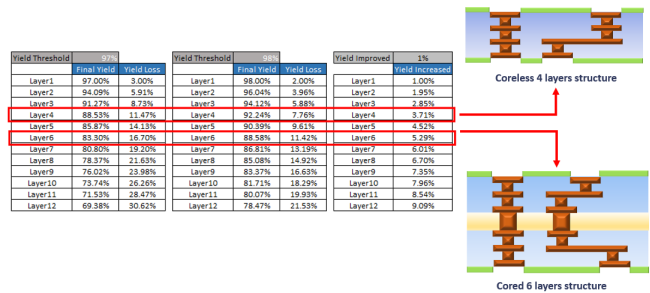 Yield Threshold 97% Yield Threshold 98% Yield Improved 1%
Final Yield Yield Loss Final Yield Yield Loss Yield Increased
Layer1 97.00% 3.00% Layer1 98.00% 2.00% Layer1 1.00%
Layer2 94.09% 5.91% Layer2 96.04% 3.96% Layer2 1.95%
Layer3 91.27% 8.73% Layer3 94.12% 5.88% Layer3 2.85%
Layer4 88.53% 11.47% Layer4 92.24% 7.76% Layer4 3.71%
Layer5 85.87% 14.13% Layer5 90.39% 9.61% Layer5 4.52%
Layer6 83.30% 16.70% Layer6 88.58% 11.42% Layer6 5.29%
Layer7 80.80% 19.20% Layer7 86.81% 13.19% Layer7 6.01%
Layer8 78.37% 21.63% Layer8 85.08% 14.92% Layer8 6.70%
Layer9 76.02% 23.98% Layer9 83.37% 16.63% Layer9 7.35%
Layer10 73.74% 26.26% Layer10 81.71% 18.29% Layer10 7.96%
Layer11 71.53% 28.47% Layer11 80.07% 19.93% Layer11 8.54%
Layer12 69.38% 30.62% Layer12 78.47% 21.53% Layer12 9.09%
Coreless 4 layers structure
Cored 6 layers structure